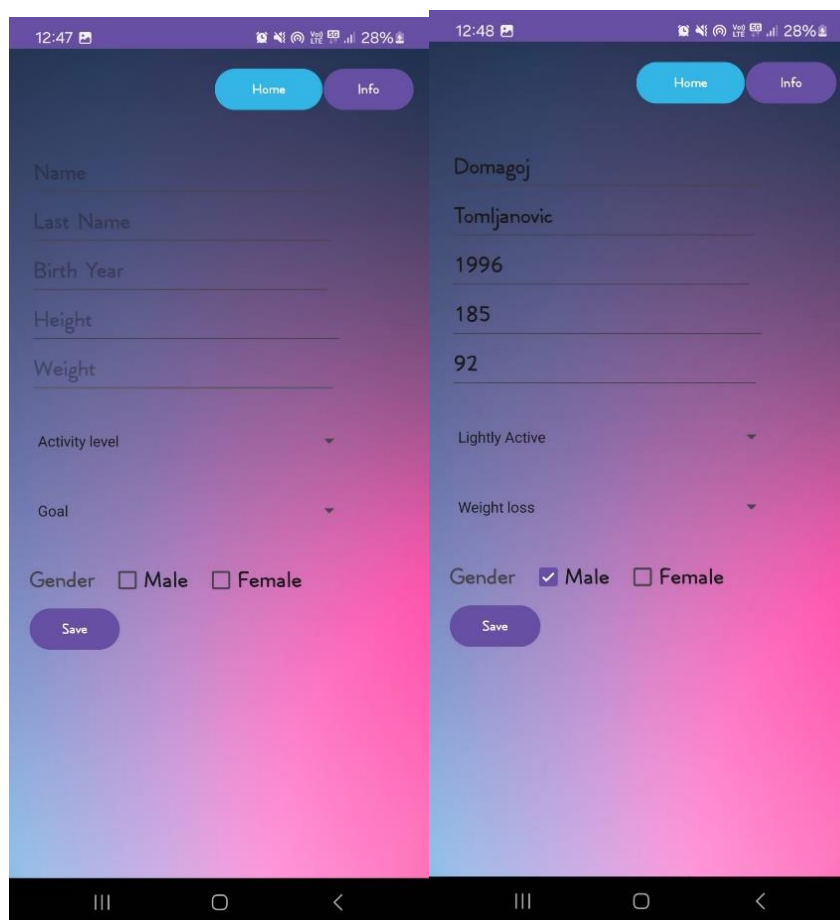 12:47 28%
Home Info
Name
Last Name
Birth Year
Height
Weight
Activity level
Goal
Gender Male Female
Save
12:48 28%
Home Info
Domagoj
Tomljanovic
1996
185
92
Lightly Active
Weight loss
Gender Male Female
Save